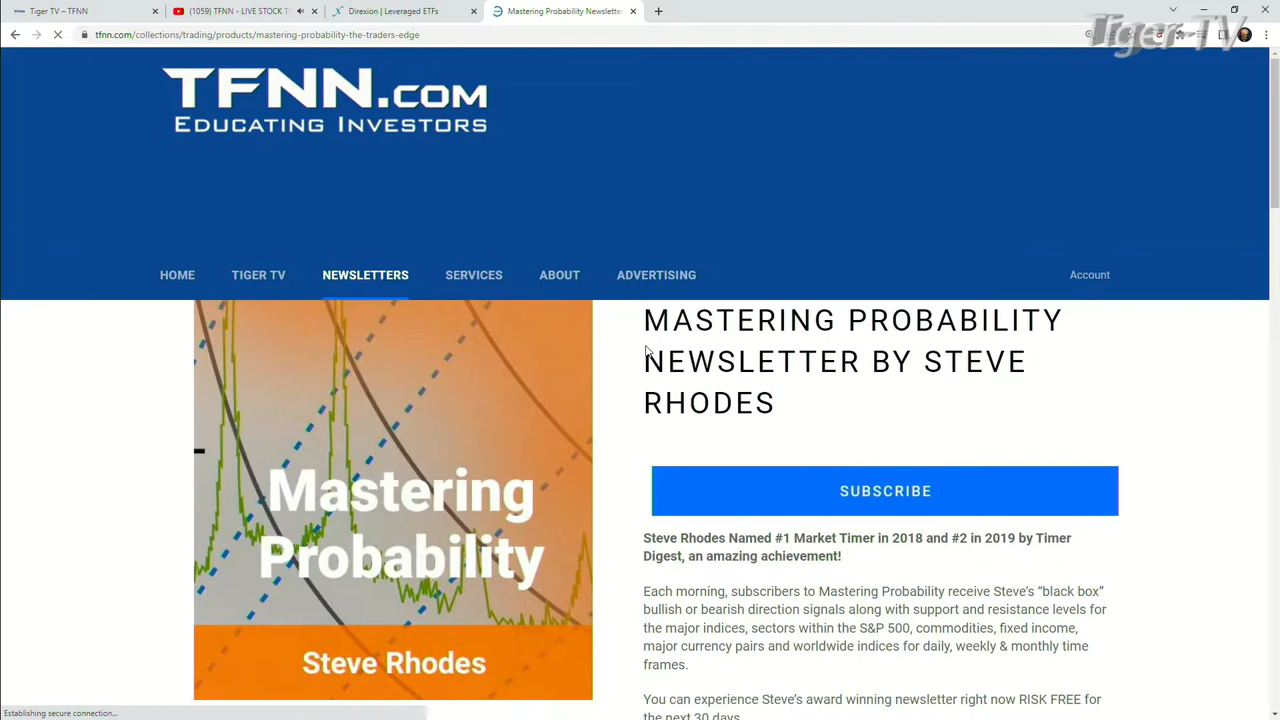 Tiger TV – TFNN
(1059) TFNN - LIVE STOCK T
Direxion | Leveraged ETFs
Mastering Probability Newslette
tfnn.com/collections/trading/products/mastering-probability-the-traders-edge
Tiger TV
TFNN.COM
EDUCATING INVESTORS
HOME
TIGER TV
NEWSLETTERS
SERVICES
ABOUT
ADVERTISING
Account
Mastering
Probability
Steve Rhodes
MASTERING PROBABILITY
NEWSLETTER BY STEVE
RHODES
SUBSCRIBE
Steve Rhodes Named #1 Market Timer in 2018 and #2 in 2019 by Timer
Digest, an amazing achievement!
Each morning, subscribers to Mastering Probability receive Steve's “black box”
bullish or bearish direction signals along with support and resistance levels for
the major indices, sectors within the S&P 500, commodities, fixed income,
major currency pairs and worldwide indices for daily, weekly & monthly time
frames.
You can experience Steve's award winning newsletter right now RISK FREE for
the next 30 days
Establishing secure connection...